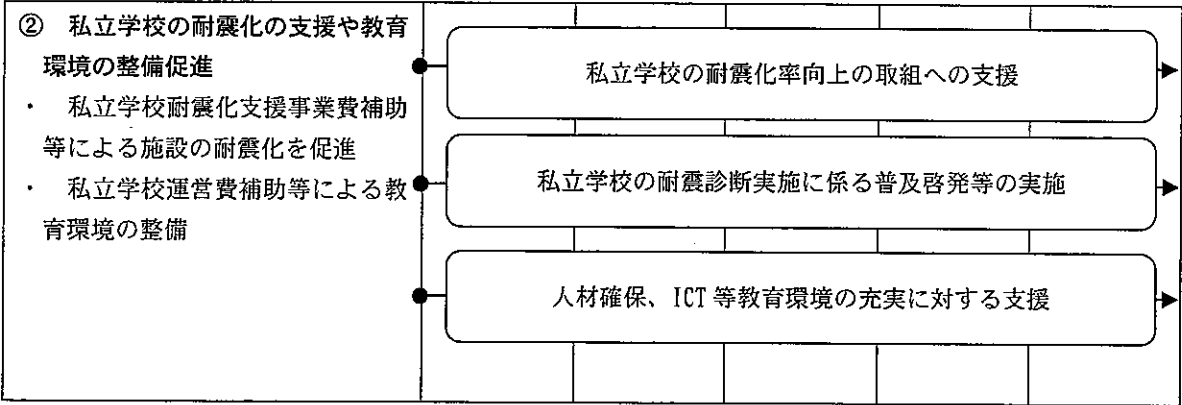 ② 私立学校の耐震化の支援や教育
環境の整備促進
・ 私立学校耐震化支援事業費補助
等による施設の耐震化を促進
・ 私立学校運営費補助等による教
育環境の整備
私立学校の耐震化率向上の取組への支援
私立学校の耐震診断実施に係る普及啓発等の実施
人材確保、ICT等教育環境の充実に対する支援